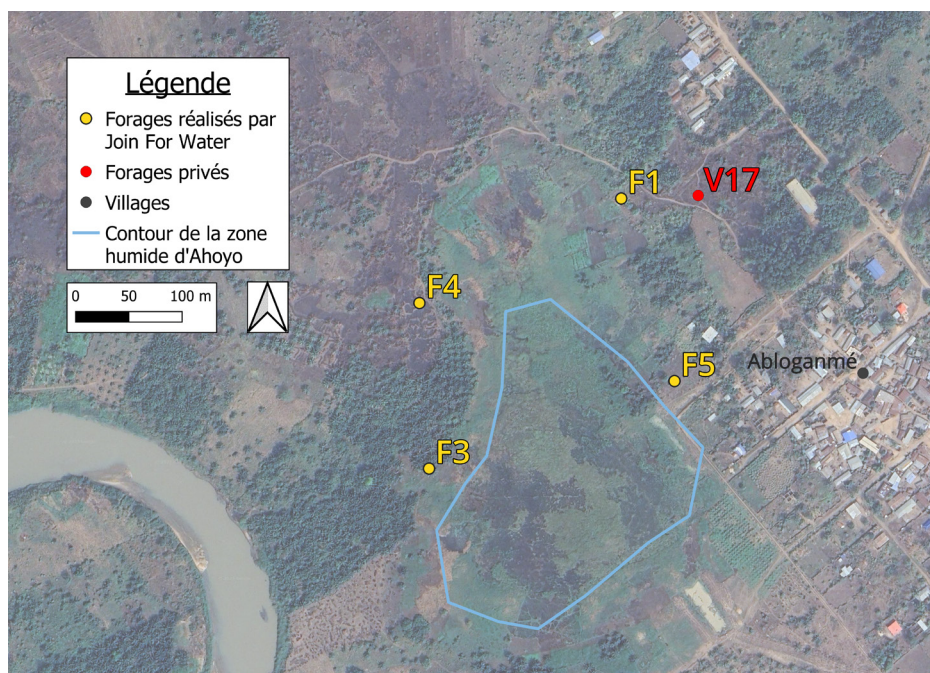 Légende
Forages réalisés par
Join For Water
Forages privés
Villages
Contour de la zone
humide d'Ahoyo
0 50 100 m
F1
V17
F4
F5
Abloganmé
F3